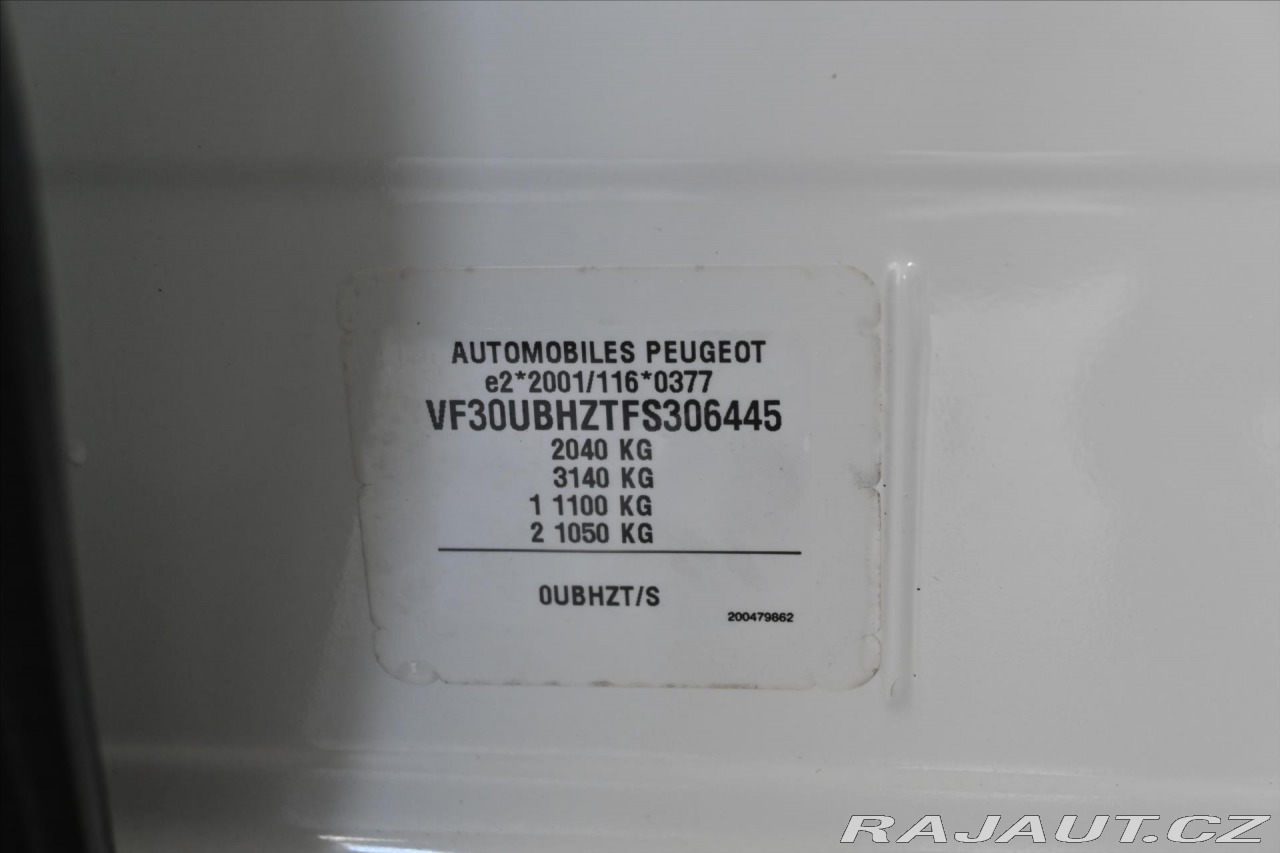 AUTOMOBILES PEUGEOT
e2*2001/116*0377
VF30UBHZTFS306445
2040 KG
3140 KG
1 1100 KG
2 1050 KG
0UBHZT/S
200479862
RAJAUT.CZ